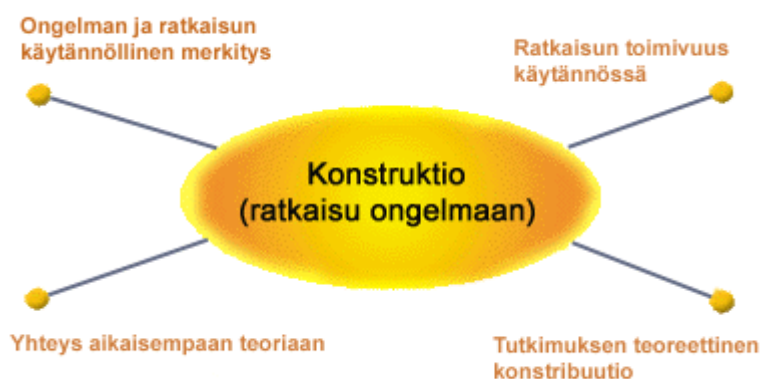 Ongelman ja ratkaisun
käytännöllinen merkitys
Ratkaisun toimivuus
käytännössä
Konstruktio
(ratkaisu ongelmaan)
Yhteys aikaisempaan teoriaan
Tutkimuksen teoreettinen
konstribuutio